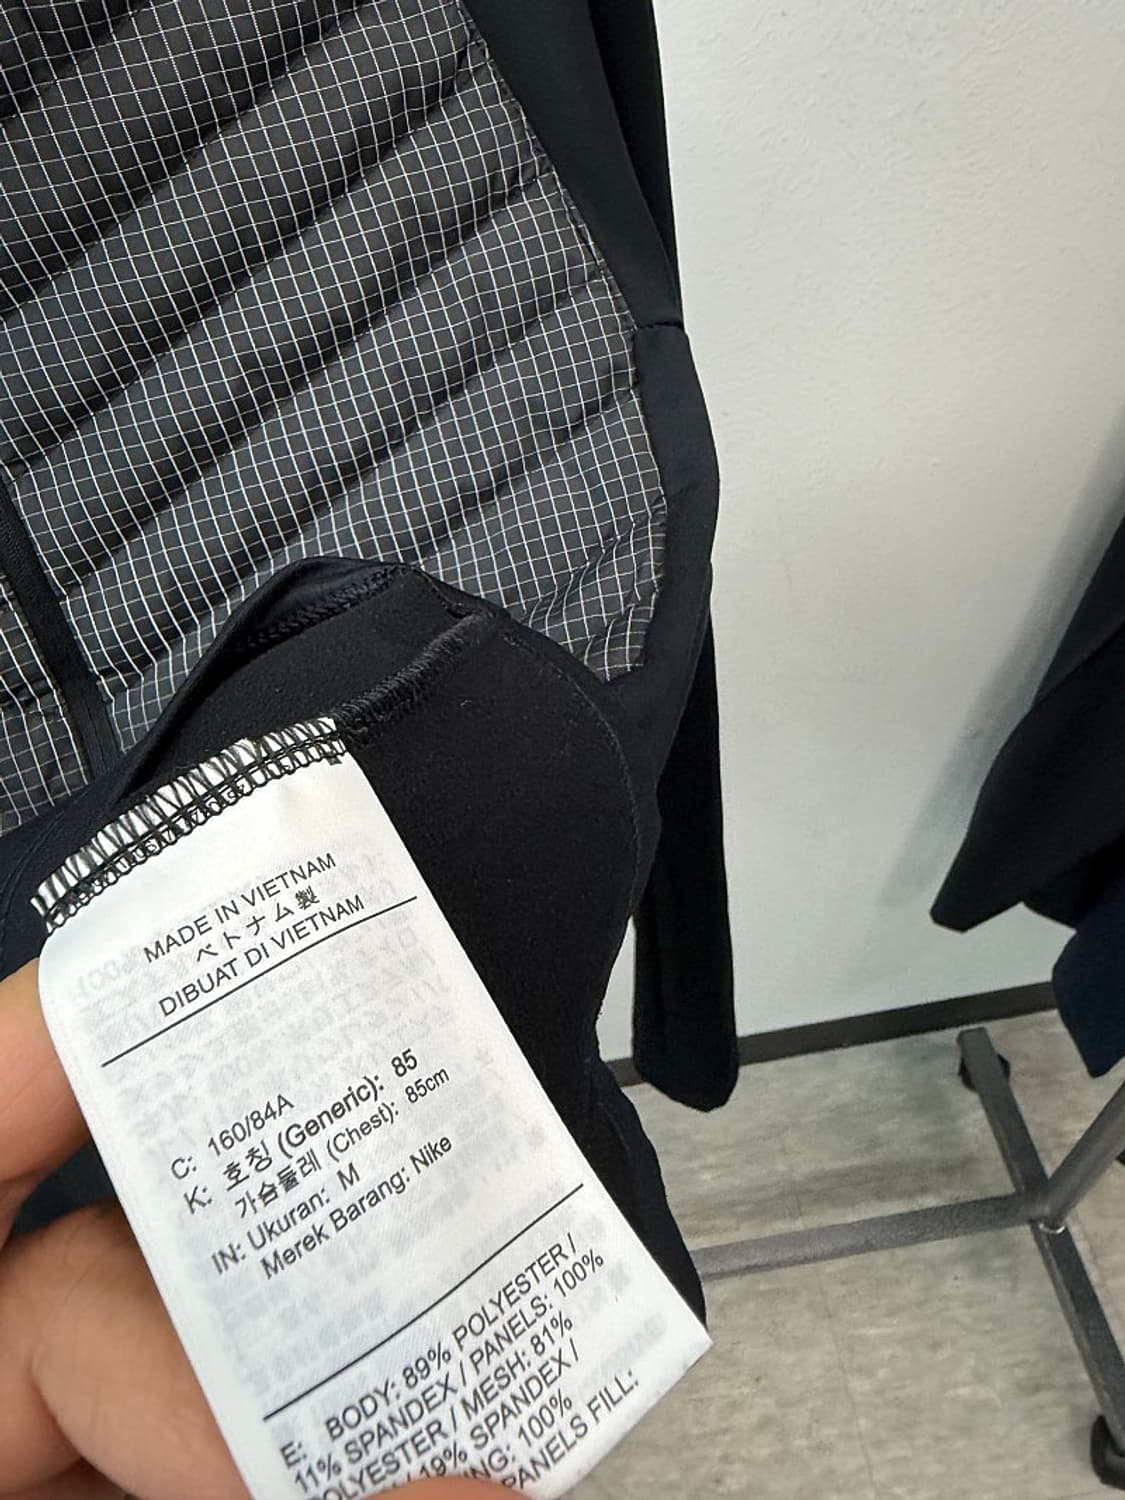 MADE IN VIETNAM
ベトナム製
DIBUAT DI VIETNAM
C: 160/84A
K: 호칭 (Generic): 85
가슴둘레 (Chest): 85cm
IN: Ukuran: M
Merek Barang: Nike
E: BODY: 89% POLYESTER /
11% SPANDEX / PANELS: 100%
POLYESTER / MESH: 81%
/ 19% SPANDEX /
100%
PANELS FILL: